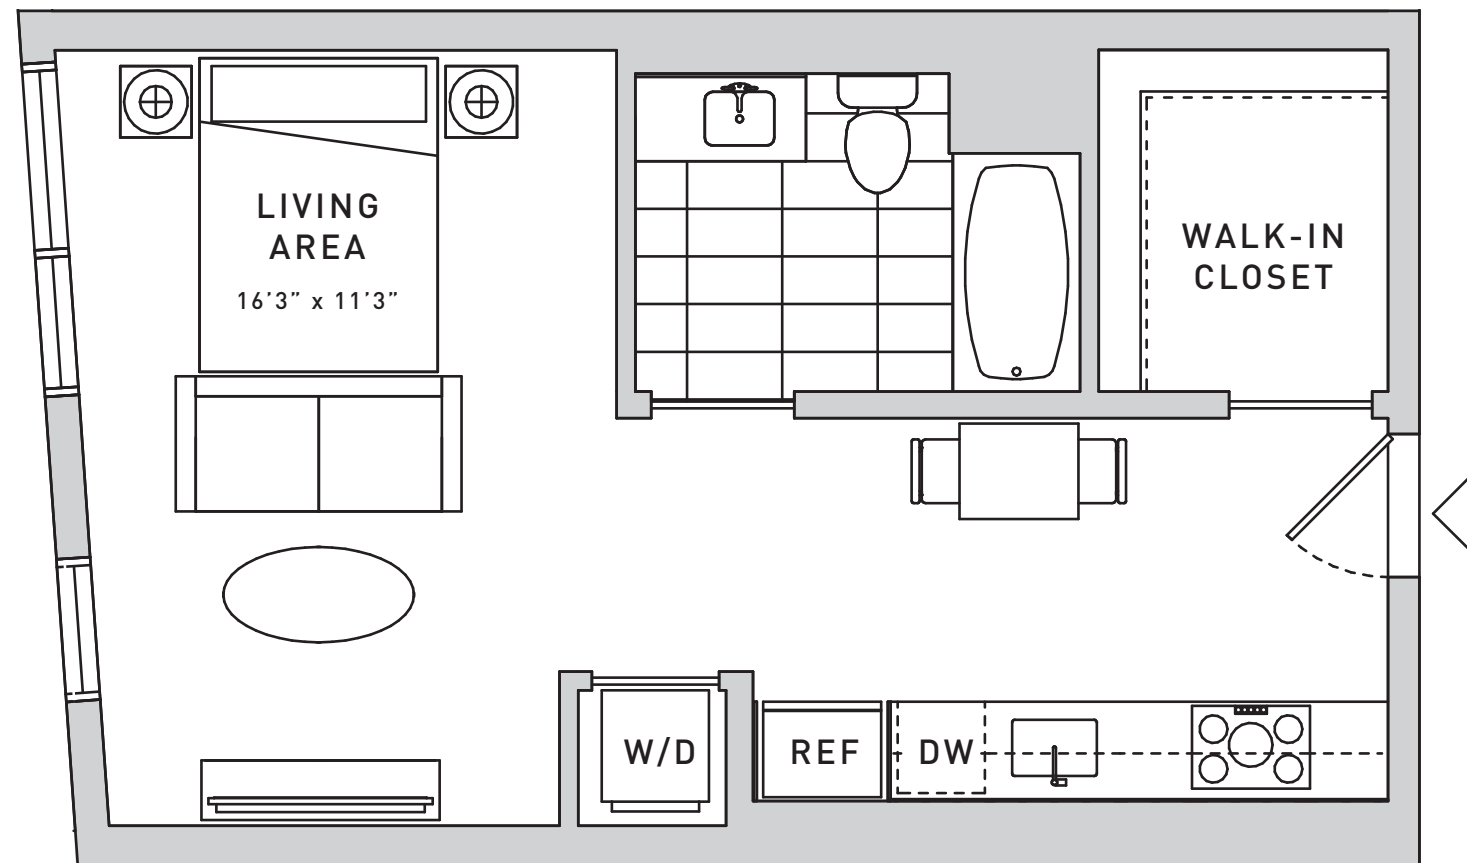 LIVING
AREA
16’3” x 11’3”
WALK-IN
CLOSET
W/D
REF
DW